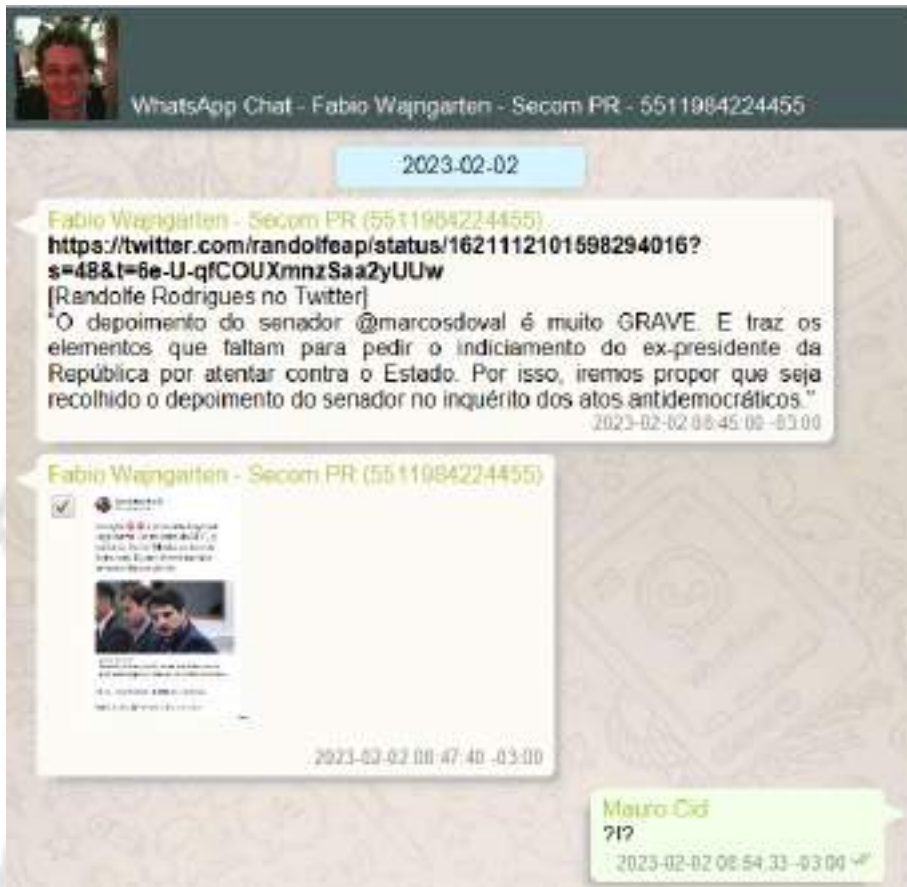 WhatsApp Chat - Fabio Wajngarten - Secom PR - 5511984224455
2023-02-02
Fabio Wajngarten - Secom PR (5511984224455)
https://twitter.com/randolfeap/status/1621112101598294016?
s=48&t=6e-U-qfCOUXmnzSaa2yUUw
[Randolfe Rodrigues no Twitter]
"O depoimento do senador @marcosdoval é muito GRAVE. E traz os
elementos que faltam para pedir o indiciamento do ex-presidente da
República por atentar contra o Estado. Por isso, iremos propor que seja
recolhido o depoimento do senador no inquérito dos atos antidemocráticos."
2023-02-02 08:45:00 -03:00
Fabio Wajngarten - Secom PR (5511984224455)
2023-02-02 08:47:40 -03:00
Mauro Cid
?!?
2023-02-02 08:54:33 -03:00